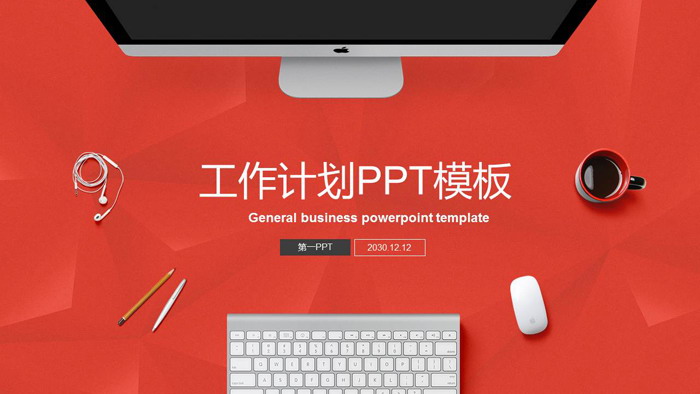 工作计划PPT模板
General business powerpoint template
第一PPT
2030.12.12